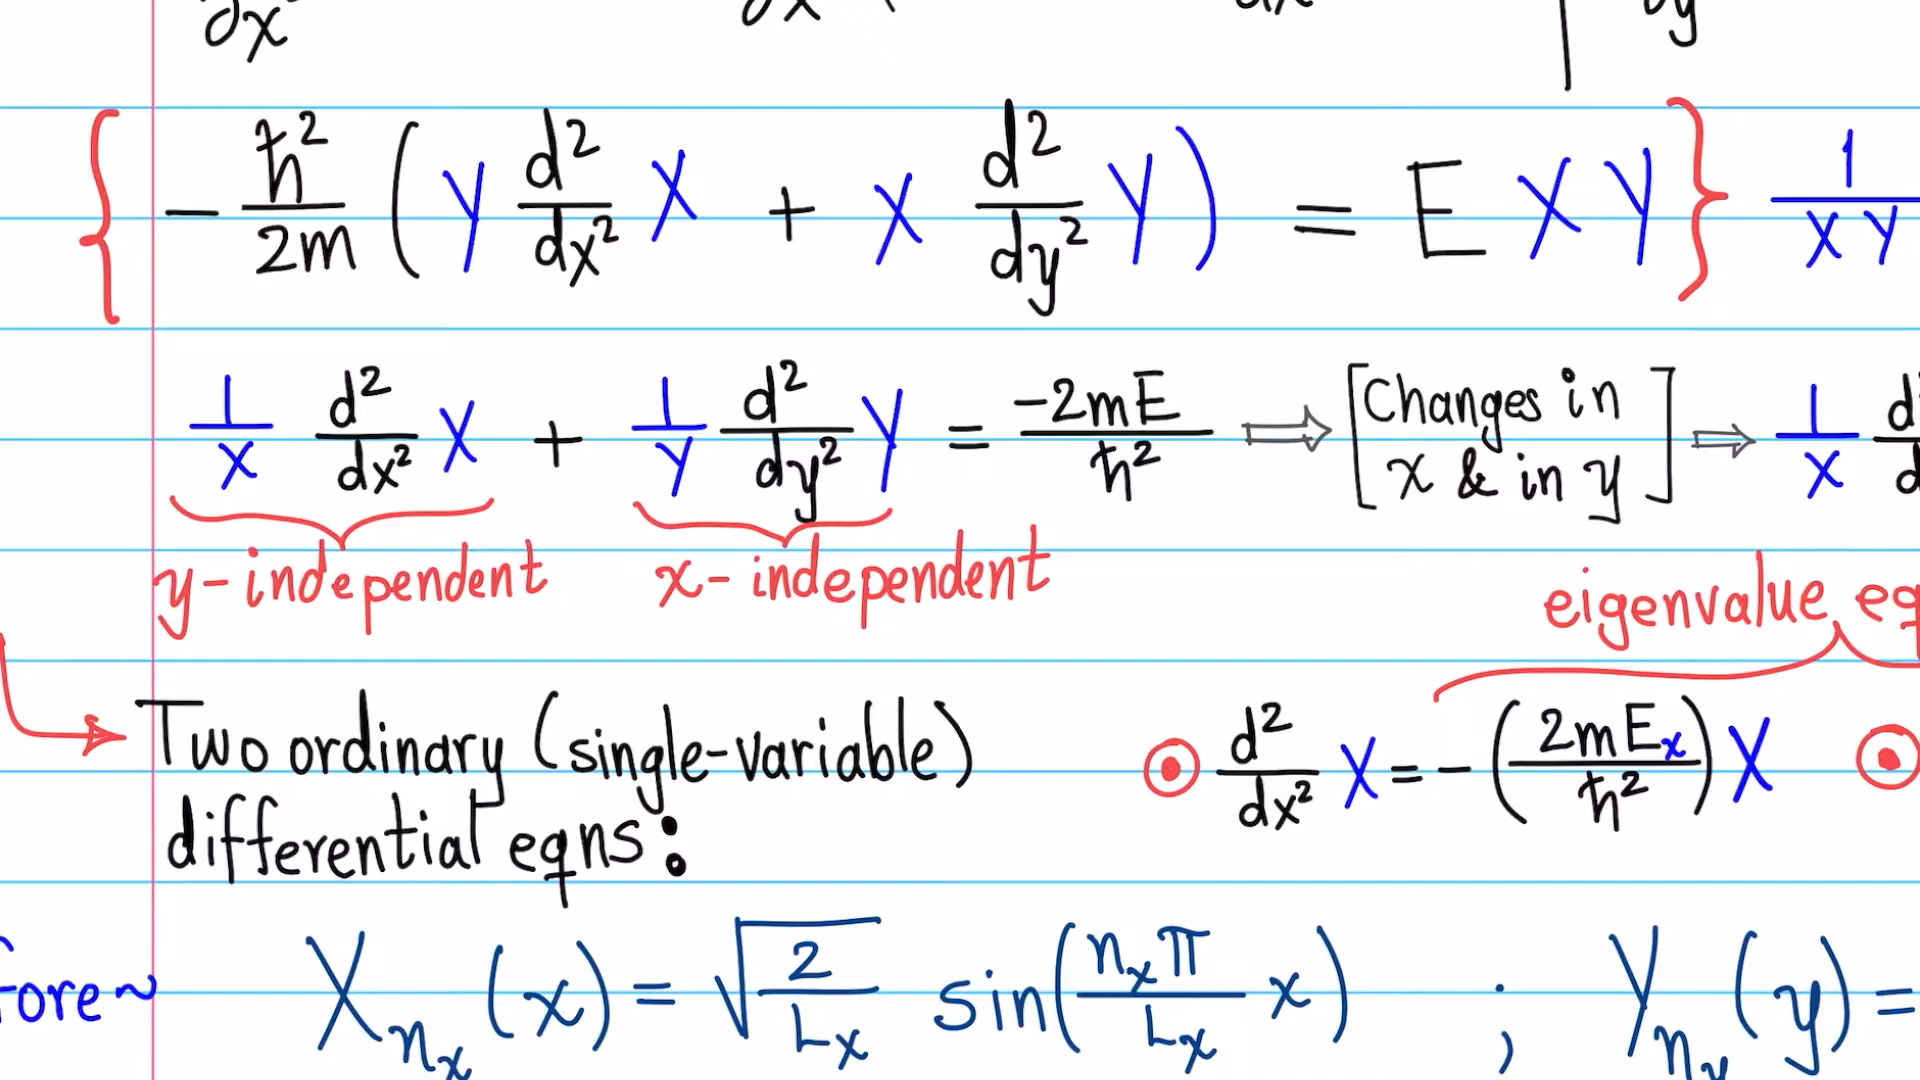 { - ħ²/2m ( Y d²/dx² X + X d²/dy² Y ) = E X Y } 1/XY
1/X d²/dx² X + 1/Y d²/dy² Y = -2mE/ħ² ⇒ [ Changes in x & in y ] ⇒ 1/X
y-independent x-independent
eigenvalue
Two ordinary (single-variable)
differential eqns:
⊙ d²/dx² X = - ( 2mEx/ħ² ) X ⊙
X_nx (x) = √2/Lx sin( nxπ/Lx x ) ; Y_ny (y) =